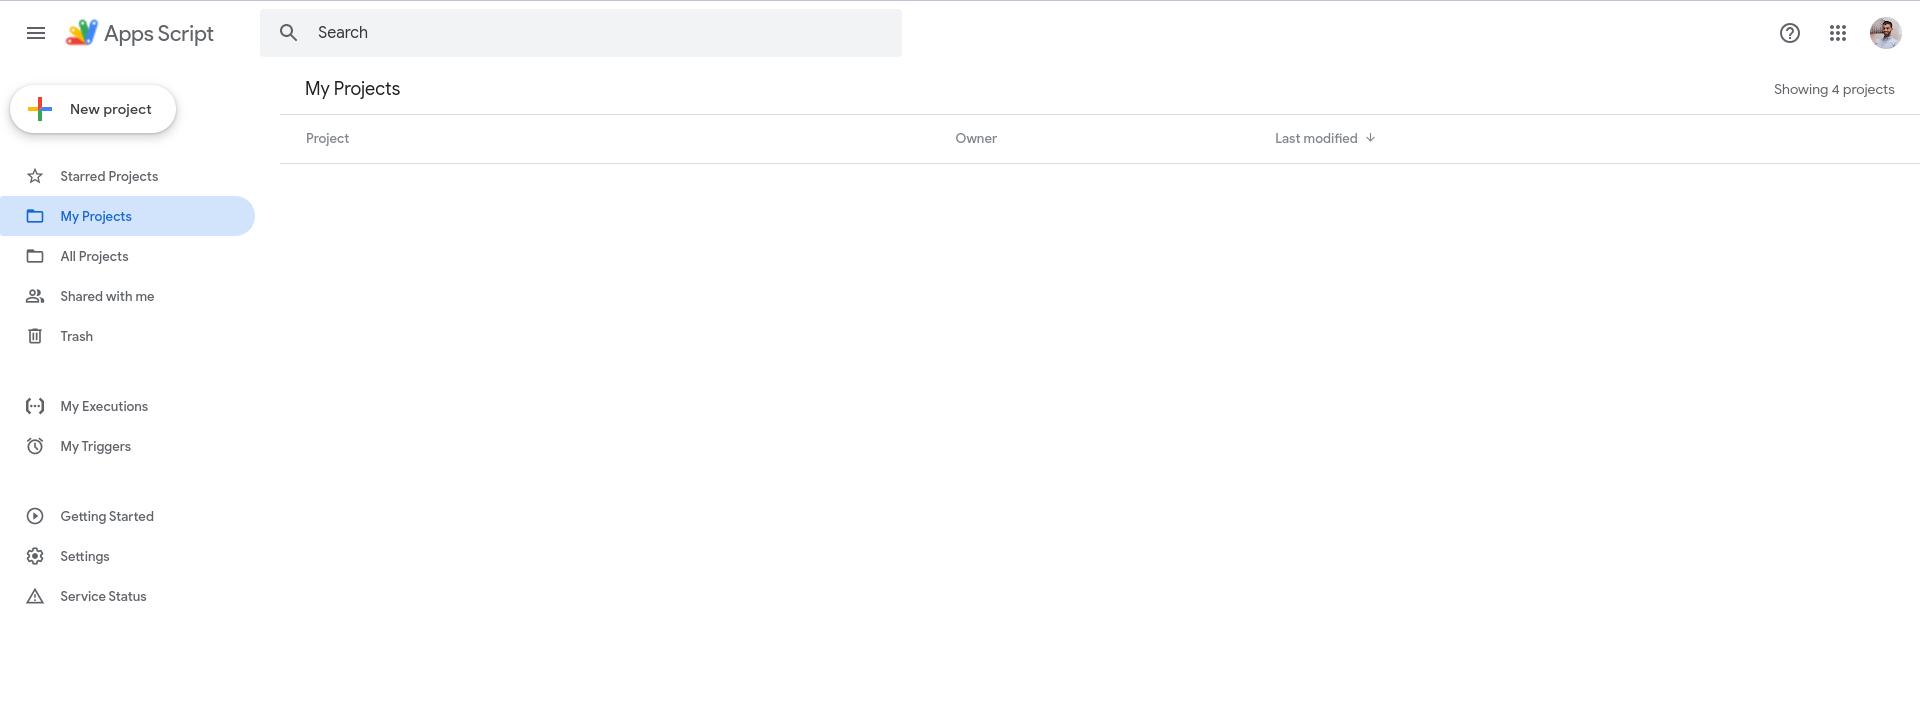 Apps Script
Search
New project
My Projects
Showing 4 projects
Project
Owner
Last modified
Starred Projects
My Projects
All Projects
Shared with me
Trash
My Executions
My Triggers
Getting Started
Settings
Service Status